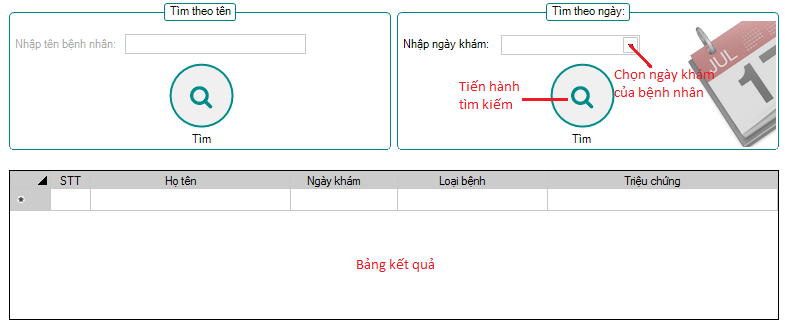 Tìm theo tên
Nhập tên bệnh nhân:
Tìm
Tìm theo ngày:
Nhập ngày khám:
JUL
17
Chọn ngày khám
của bệnh nhân
Tiến hành
tìm kiếm
Tìm
STT Họ tên Ngày khám Loại bệnh Triệu chứng
Bảng kết quả